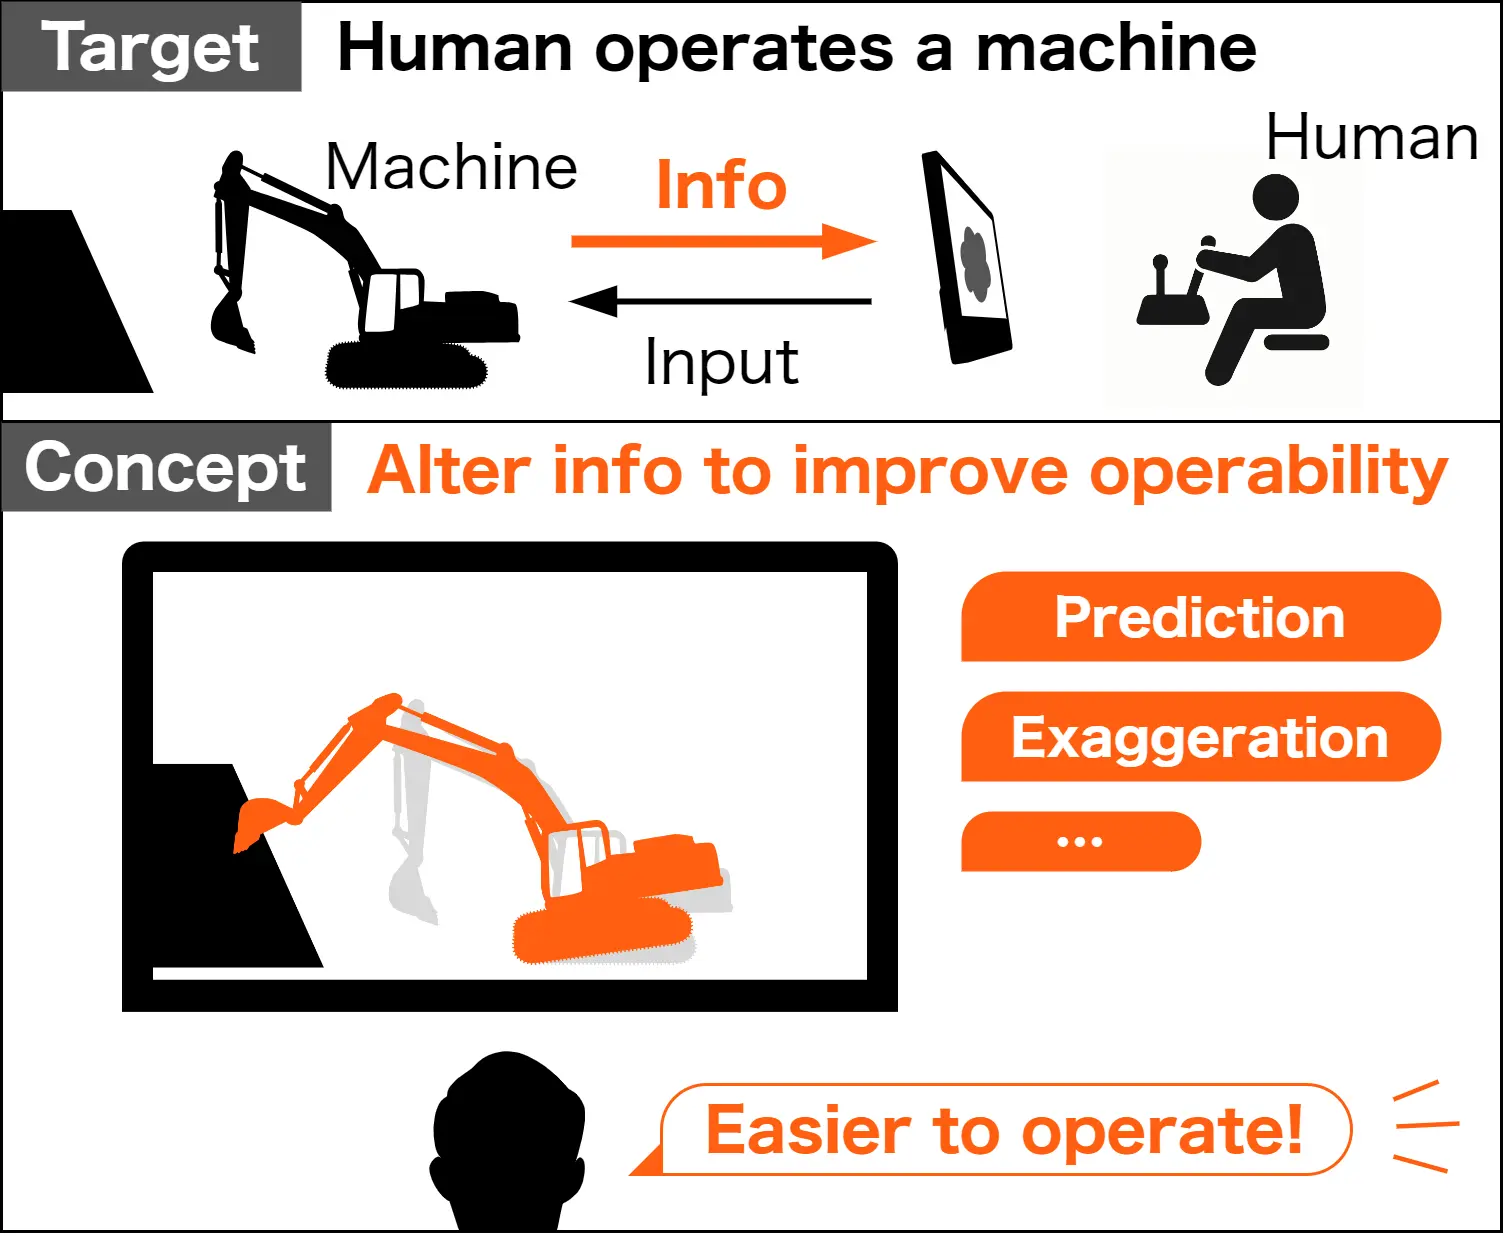 Target
Human operates a machine
Machine
Info
Human
Input
Concept
Alter info to improve operability
Prediction
Exaggeration
...
Easier to operate!